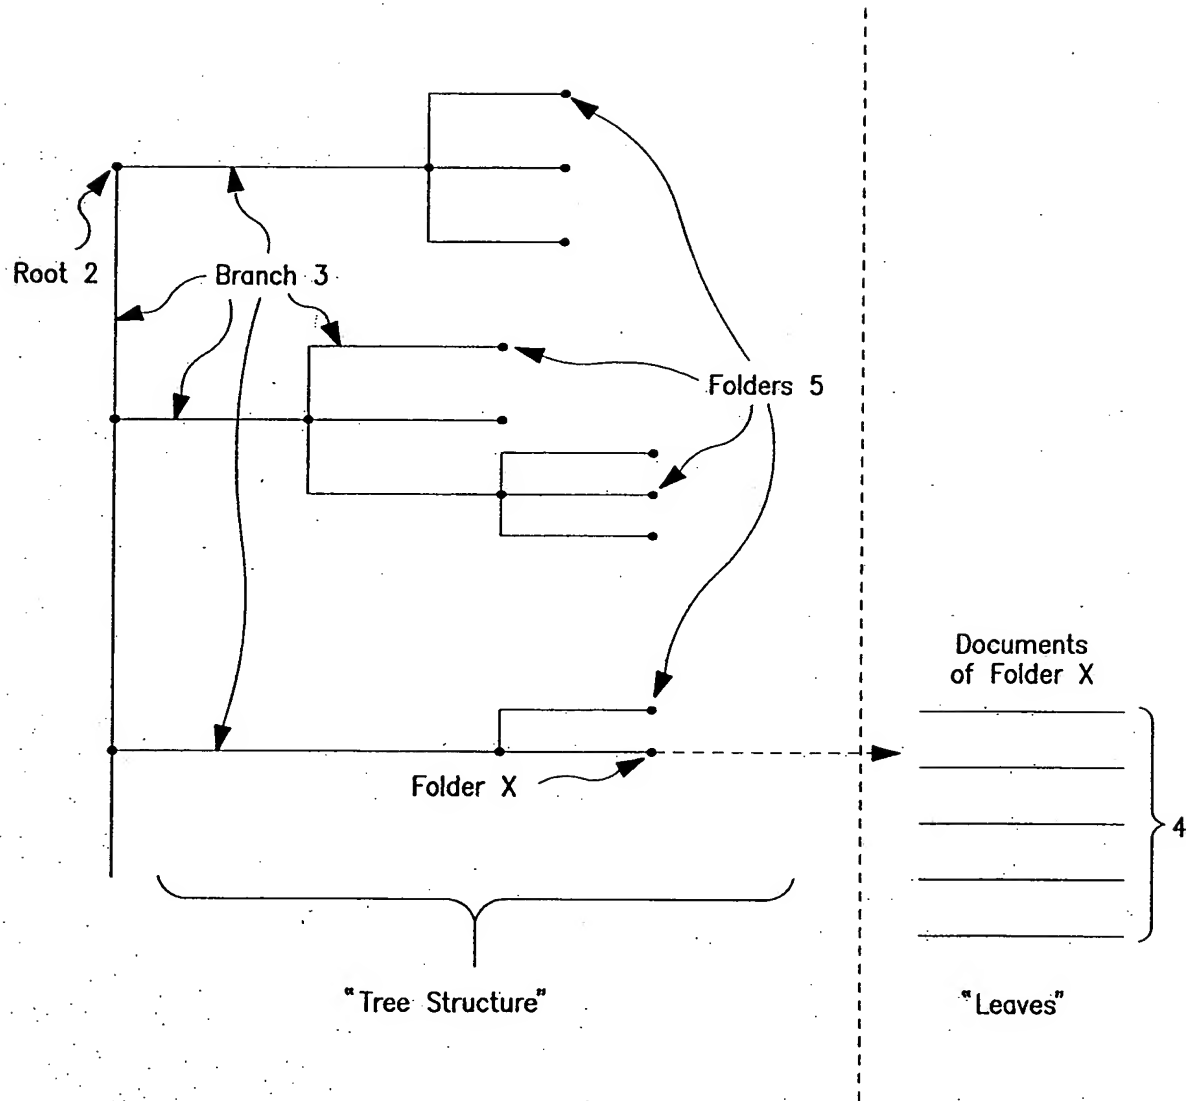 Root 2
Branch 3
Folders 5
Documents
of Folder X
Folder X
4
"Tree Structure"
"Leaves"